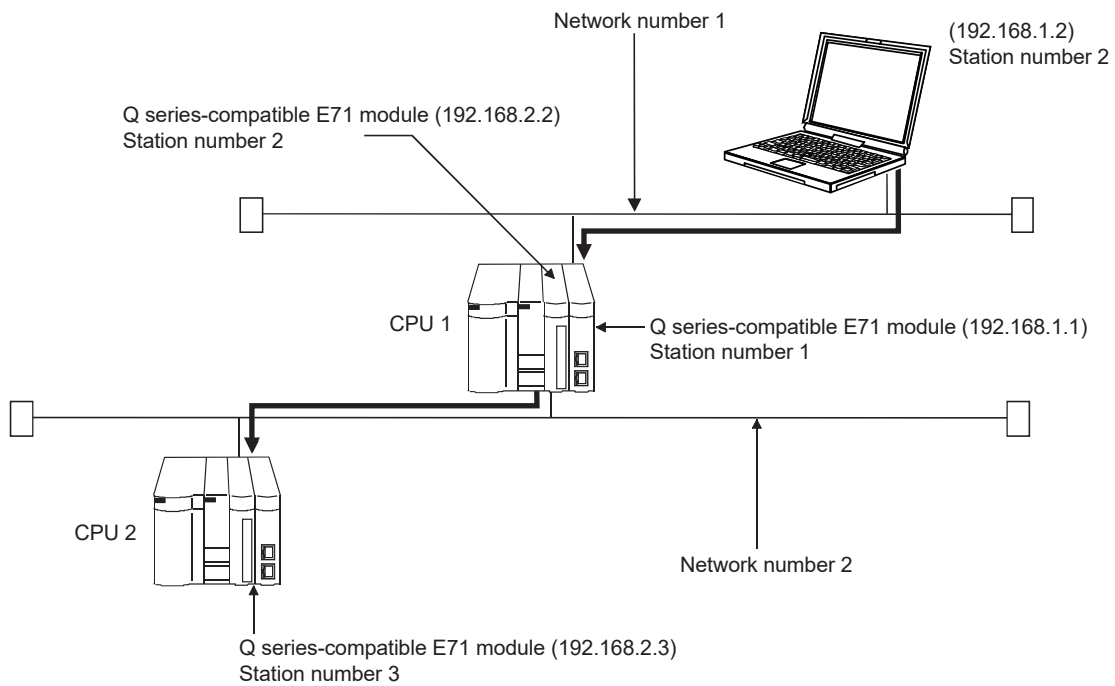 Network number 1
(192.168.1.2)
Station number 2
Q series-compatible E71 module (192.168.2.2)
Station number 2
CPU 1
Q series-compatible E71 module (192.168.1.1)
Station number 1
CPU 2
Network number 2
Q series-compatible E71 module (192.168.2.3)
Station number 3